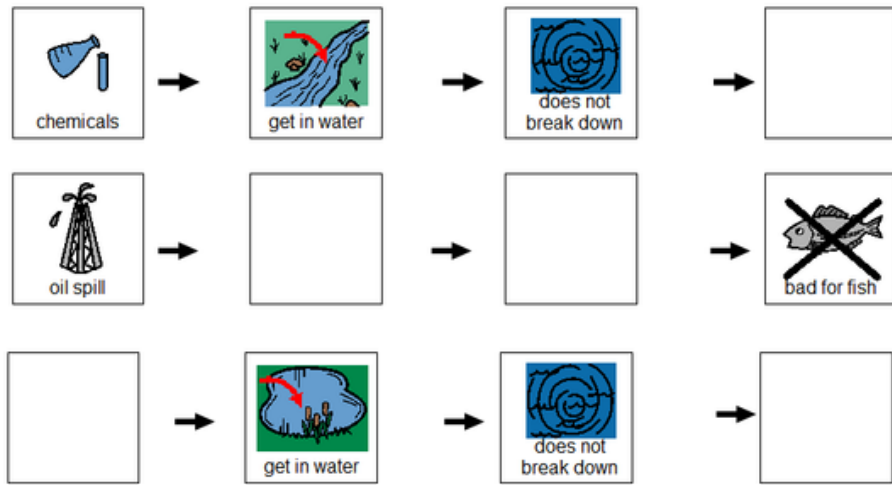 chemicals
get in water
does not
break down
oil spill
bad for fish
get in water
does not
break down